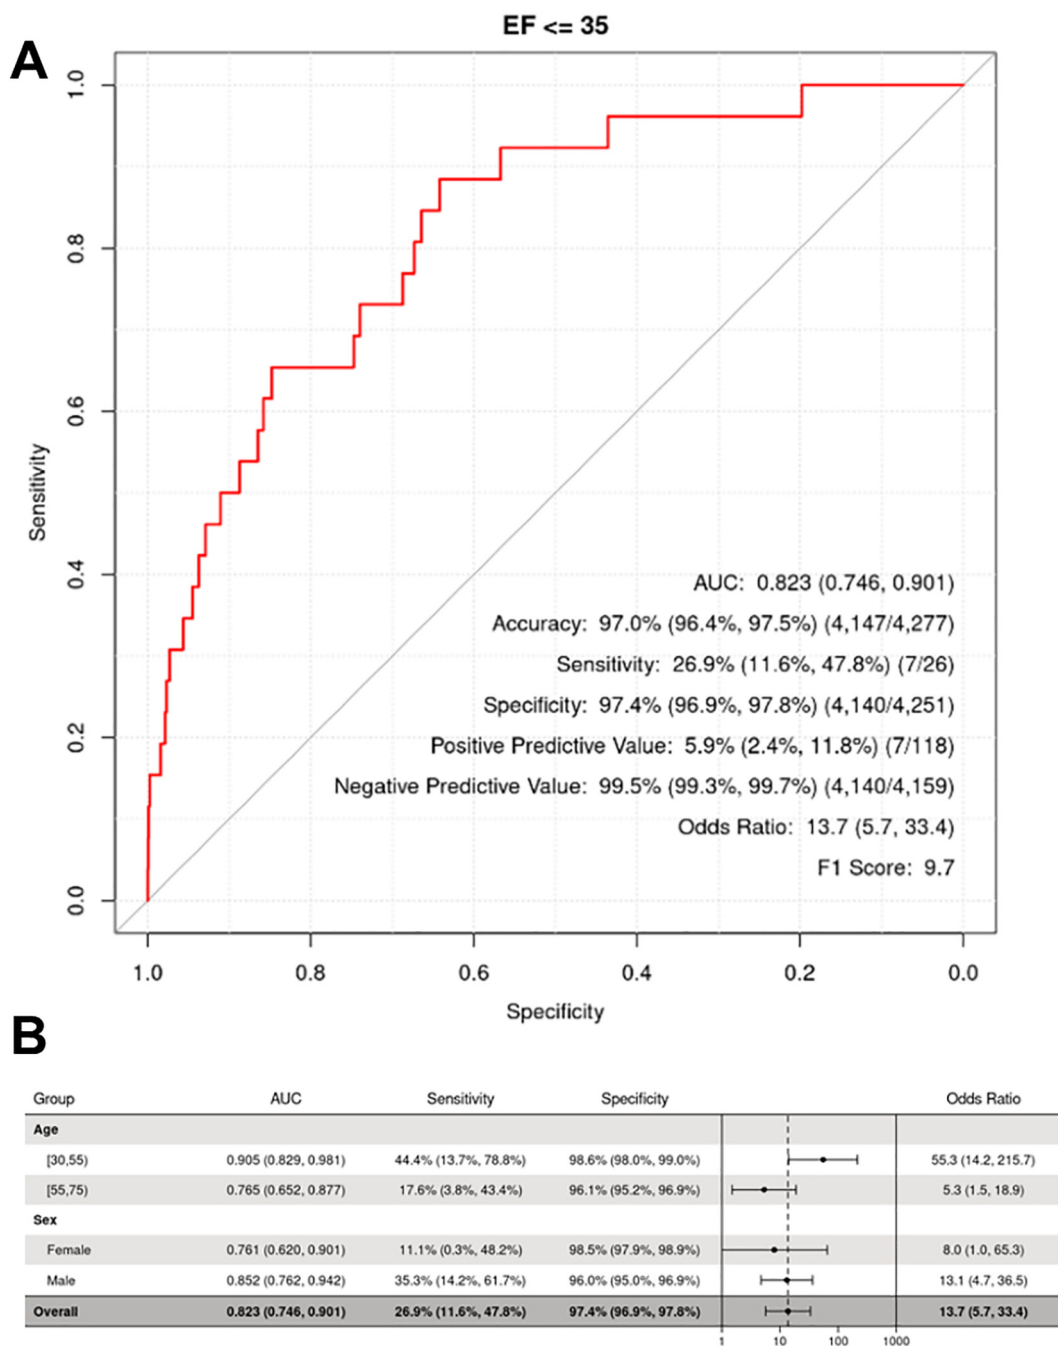 EF <= 35
A
1.0
0.8
0.6
0.4
0.2
0.0
Sensitivity
AUC: 0.823 (0.746, 0.901)
Accuracy: 97.0% (96.4%, 97.5%) (4,147/4,277)
Sensitivity: 26.9% (11.6%, 47.8%) (7/26)
Specificity: 97.4% (96.9%, 97.8%) (4,140/4,251)
Positive Predictive Value: 5.9% (2.4%, 11.8%) (7/118)
Negative Predictive Value: 99.5% (99.3%, 99.7%) (4,140/4,159)
Odds Ratio: 13.7 (5.7, 33.4)
F1 Score: 9.7
1.0 0.8 0.6 0.4 0.2 0.0
Specificity
B
Group AUC Sensitivity Specificity Odds Ratio
Age
[30,55) 0.905 (0.829, 0.981) 44.4% (13.7%, 78.8%) 98.6% (98.0%, 99.0%) 55.3 (14.2, 215.7)
[55,75) 0.765 (0.652, 0.877) 17.6% (3.8%, 43.4%) 96.1% (95.2%, 96.9%) 5.3 (1.5, 18.9)
Sex
Female 0.761 (0.620, 0.901) 11.1% (0.3%, 48.2%) 98.5% (97.9%, 98.9%) 8.0 (1.0, 65.3)
Male 0.852 (0.762, 0.942) 35.3% (14.2%, 61.7%) 96.0% (95.0%, 96.9%) 13.1 (4.7, 36.5)
Overall 0.823 (0.746, 0.901) 26.9% (11.6%, 47.8%) 97.4% (96.9%, 97.8%) 13.7 (5.7, 33.4)
1 10 100 1000